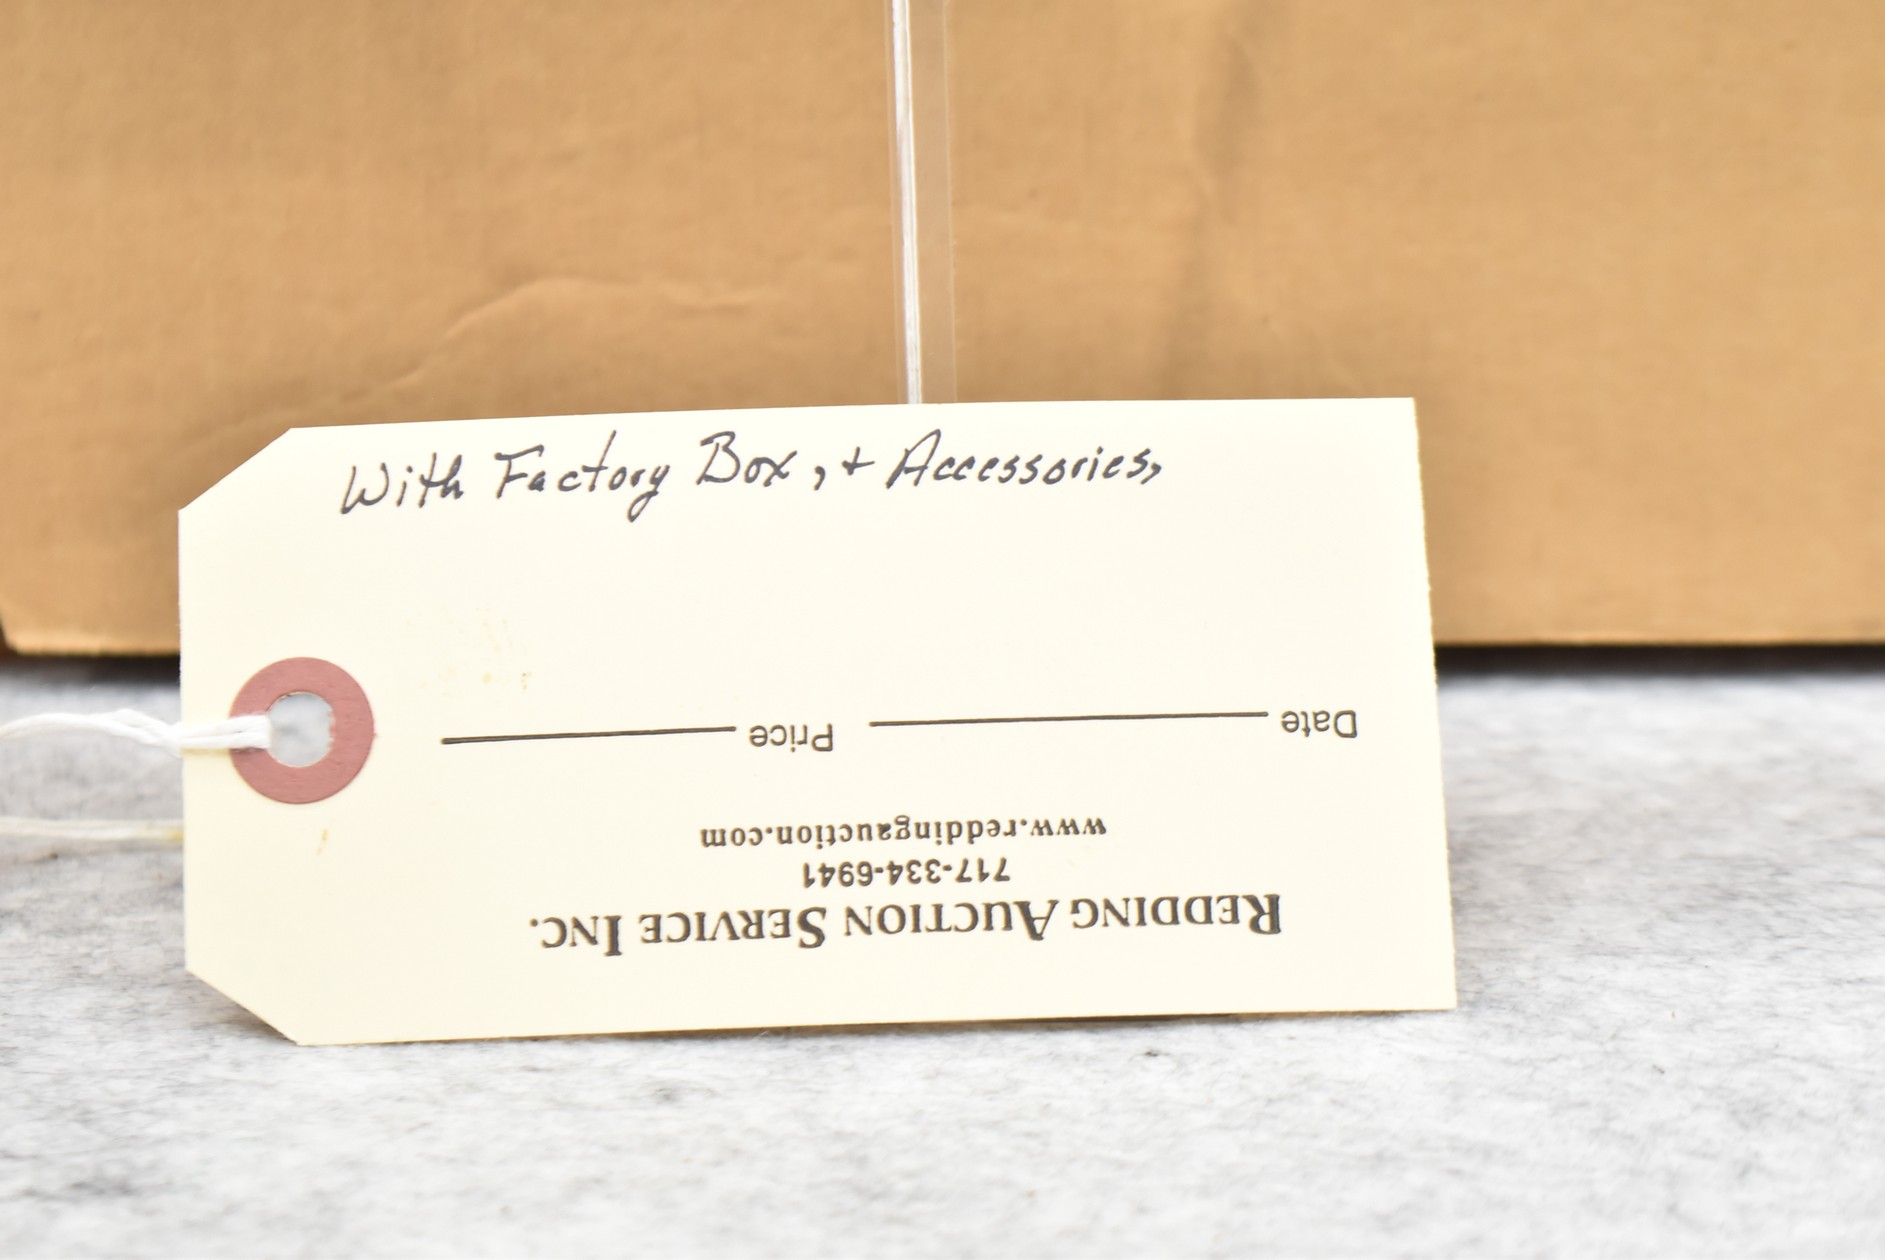 With Factory Box, + Accessories,
REDDING AUCTION SERVICE INC.
717-334-6941
www.reddingauction.com
Date Price